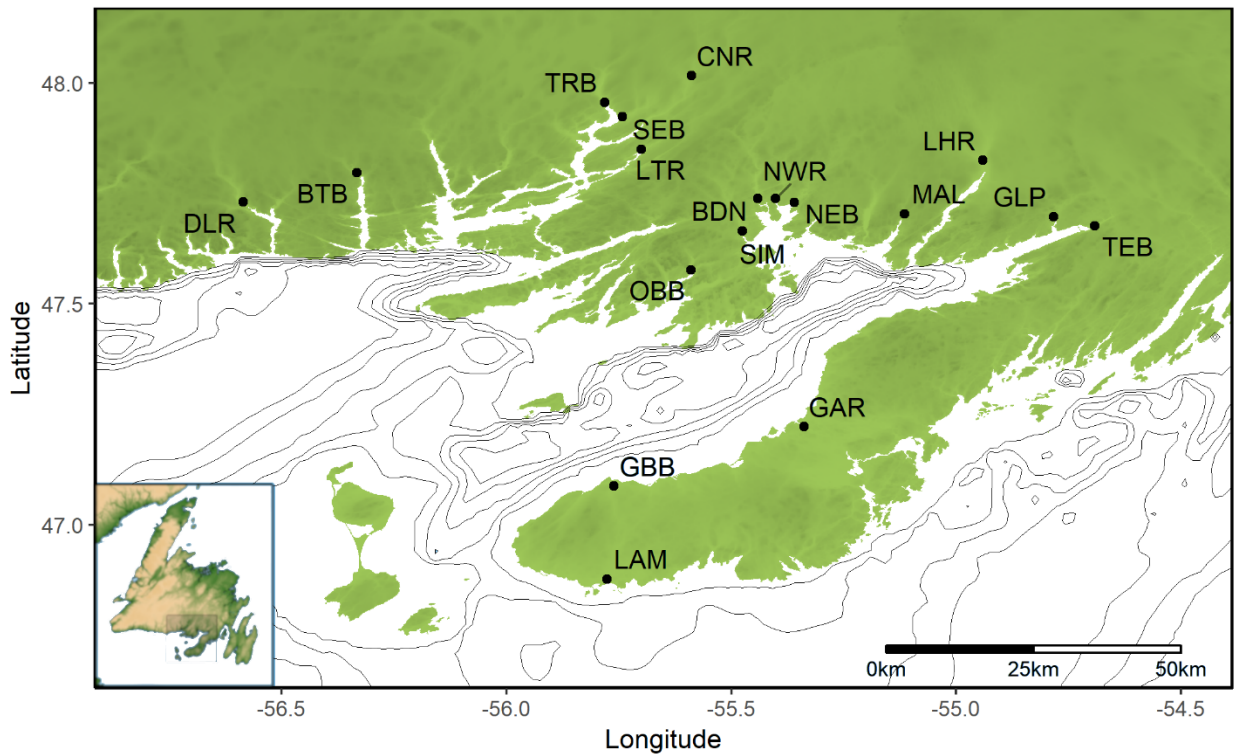 CNR
48.0
TRB
SEB
LTR
LHR
BTB
NWR
DLR
BDN
NEB
MAL
GLP
SIM
TEB
OBB
47.5
Latitude
GAR
GBB
47.0
LAM
0km
25km
50km
-56.5
-56.0
-55.5
-55.0
-54.5
Longitude